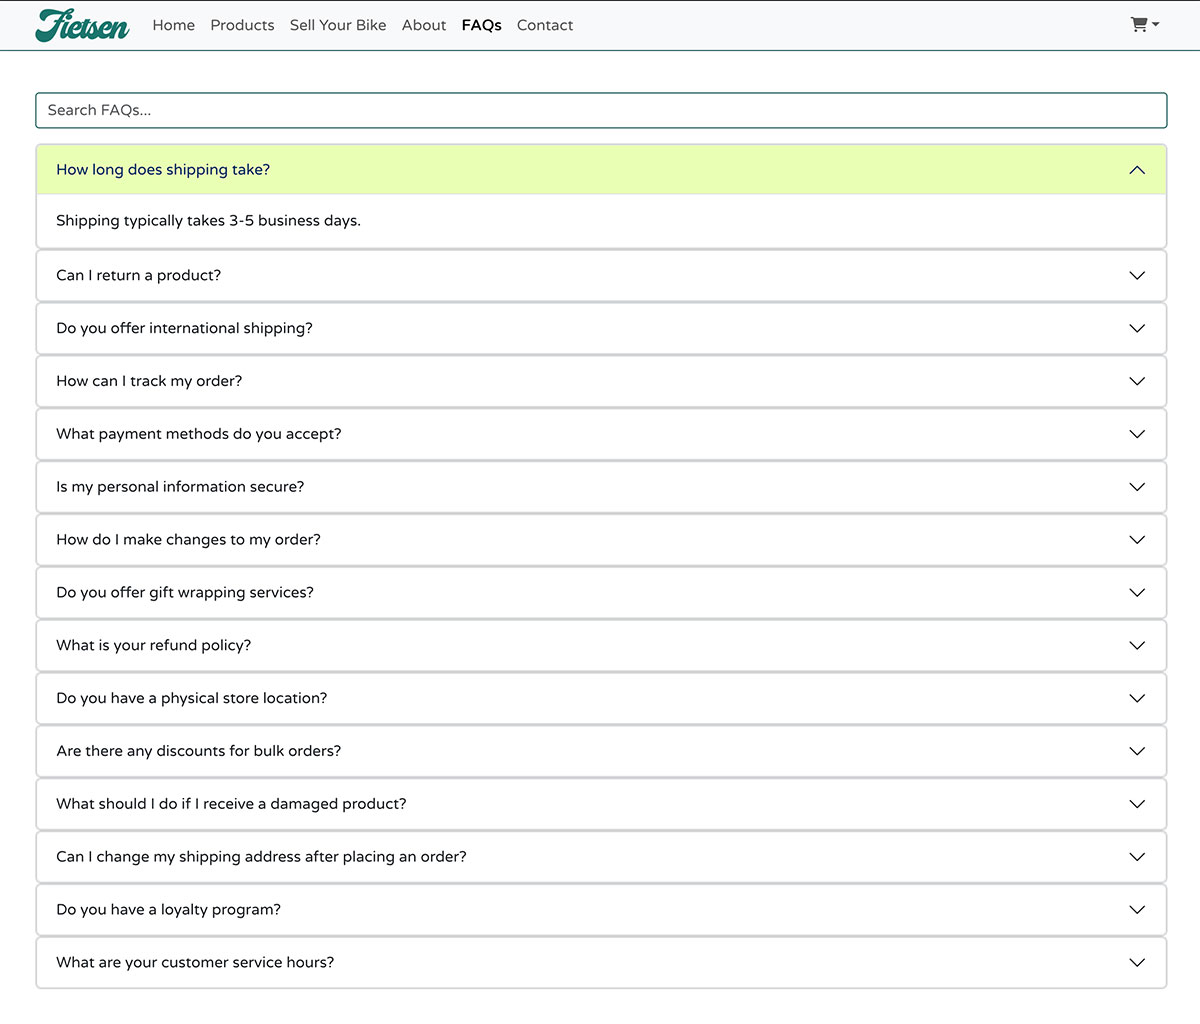 Fietsen Home Products Sell Your Bike About FAQs Contact
Search FAQs...
How long does shipping take?
Shipping typically takes 3-5 business days.
Can I return a product?
Do you offer international shipping?
How can I track my order?
What payment methods do you accept?
Is my personal information secure?
How do I make changes to my order?
Do you offer gift wrapping services?
What is your refund policy?
Do you have a physical store location?
Are there any discounts for bulk orders?
What should I do if I receive a damaged product?
Can I change my shipping address after placing an order?
Do you have a loyalty program?
What are your customer service hours?